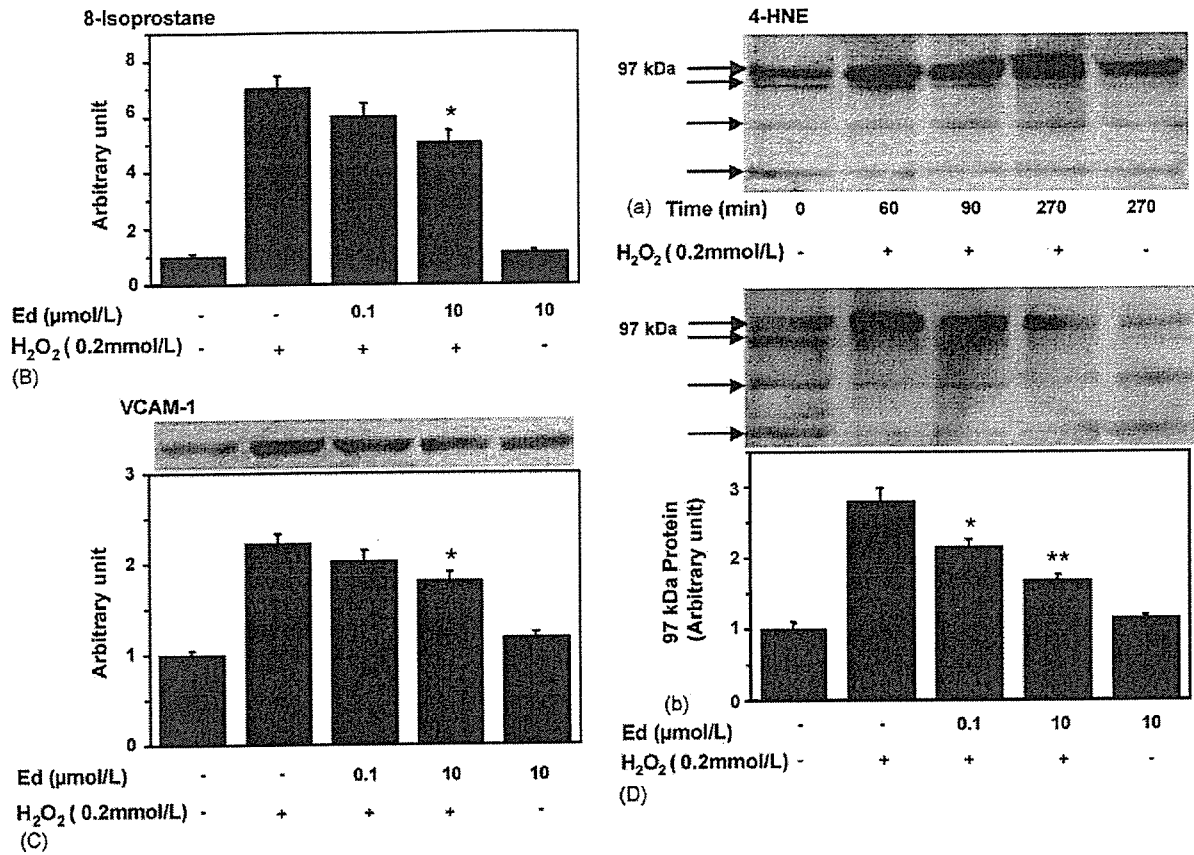 8-Isoprostane
8
6
4
2
0
Arbitrary unit
*
Ed (µmol/L) - - 0.1 10 10
H2O2 ( 0.2mmol/L) - + + + -
(B)
VCAM-1
3
2
1
0
Arbitrary unit
*
Ed (µmol/L) - - 0.1 10 10
H2O2 ( 0.2mmol/L) - + + + -
(C)
4-HNE
97 kDa
(a) Time (min) 0 60 90 270 270
H2O2 ( 0.2mmol/L) - + + + -
97 kDa
3
2
1
0
97 kDa Protein
(Arbitrary unit)
*
**
(b)
Ed (µmol/L) - - 0.1 10 10
H2O2 ( 0.2mmol/L) - + + + -
(D)